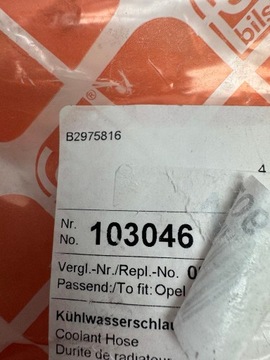 bils
B2975816
4
Nr.
No. 103046
Vergl.-Nr./Repl.-No.
Passend:/To fit: Opel
Kühlwasserschlau
Coolant Hose
Durite de radiateu